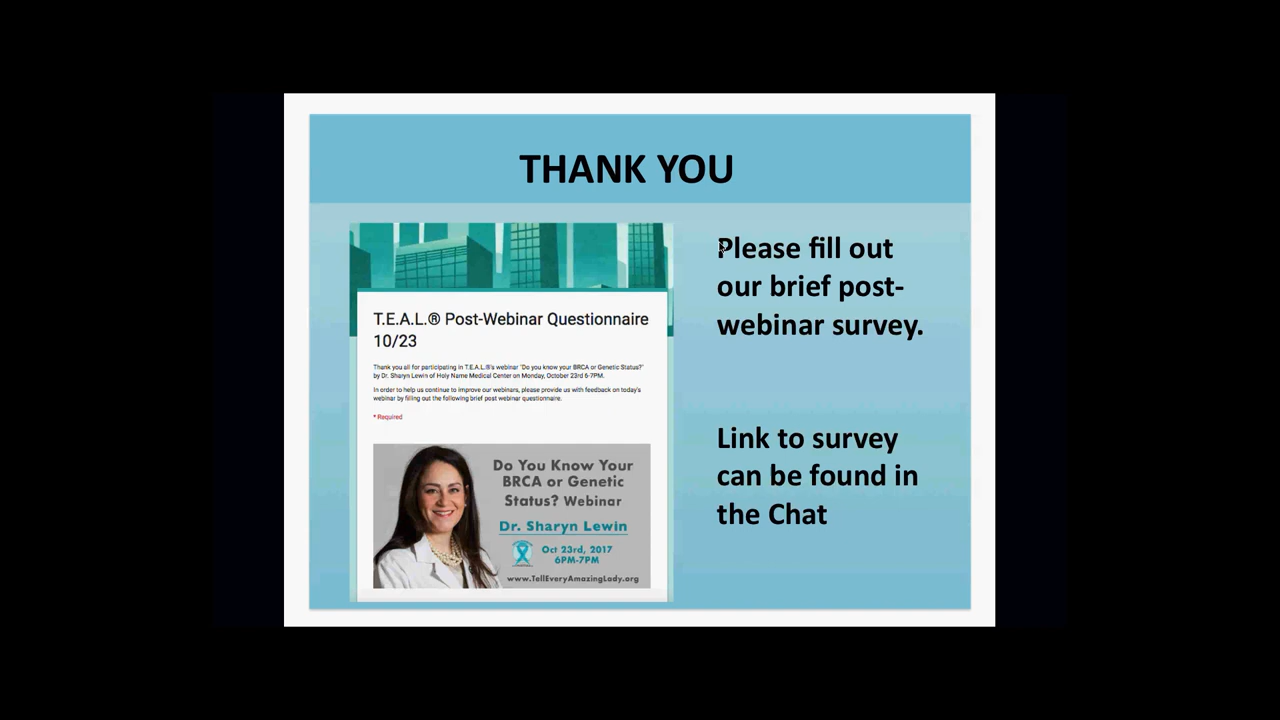 THANK YOU
T.E.A.L.® Post-Webinar Questionnaire
10/23
Thank you all for participating in T.E.A.L.®'s webinar "Do you know your BRCA or Genetic Status?"
by Dr. Sharyn Lewin of Holy Name Medical Center on Monday, October 23rd 6-7PM.
In order to help us continue to improve our webinars, please provide us with feedback on today's
webinar by filling out the following brief post webinar questionnaire.
* Required
Do You Know Your
BRCA or Genetic
Status? Webinar
Dr. Sharyn Lewin
Oct 23rd, 2017
6PM-7PM
www.TellEveryAmazingLady.org
Please fill out
our brief post-
webinar survey.
Link to survey
can be found in
the Chat